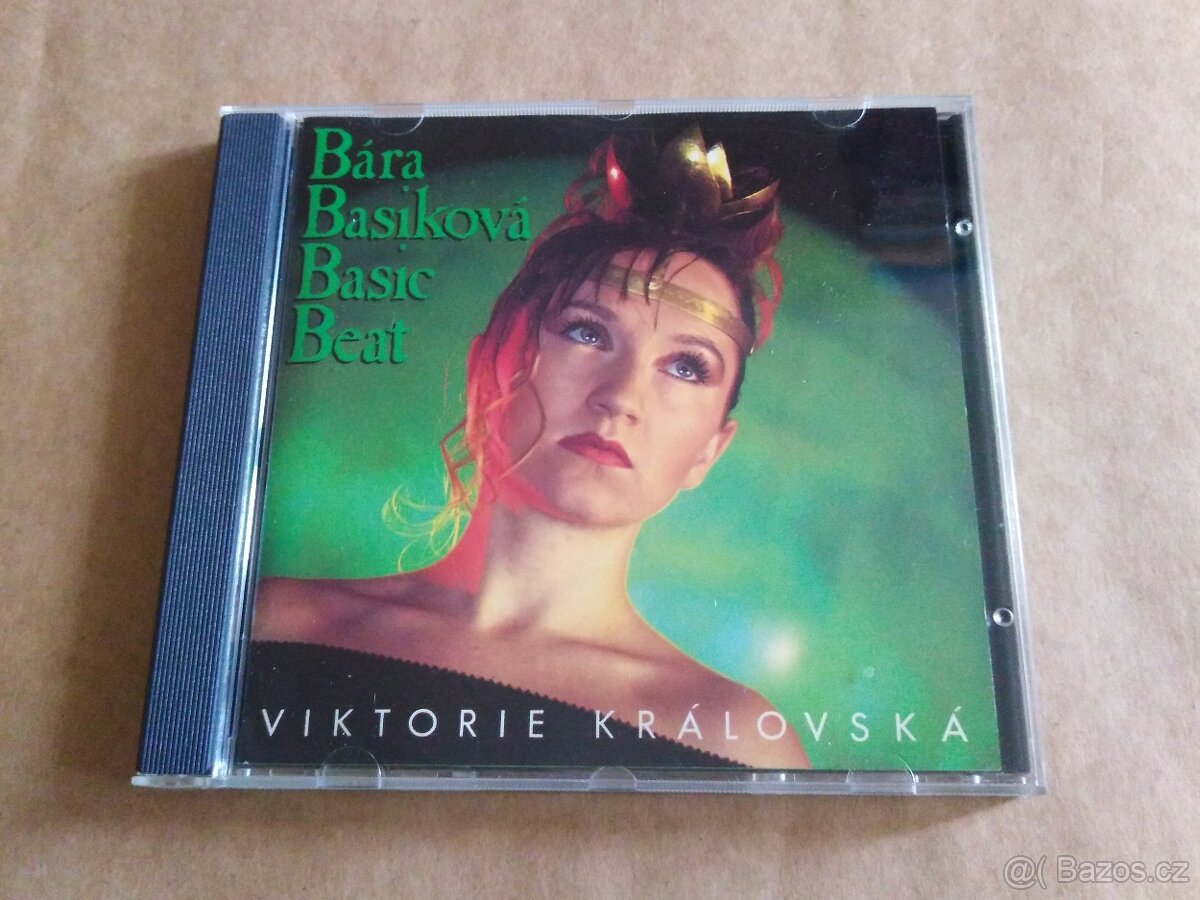 Bára
Basiková
Basic
Beat
VIKTORIE KRÁLOVSKÁ
@( Bazos.cz